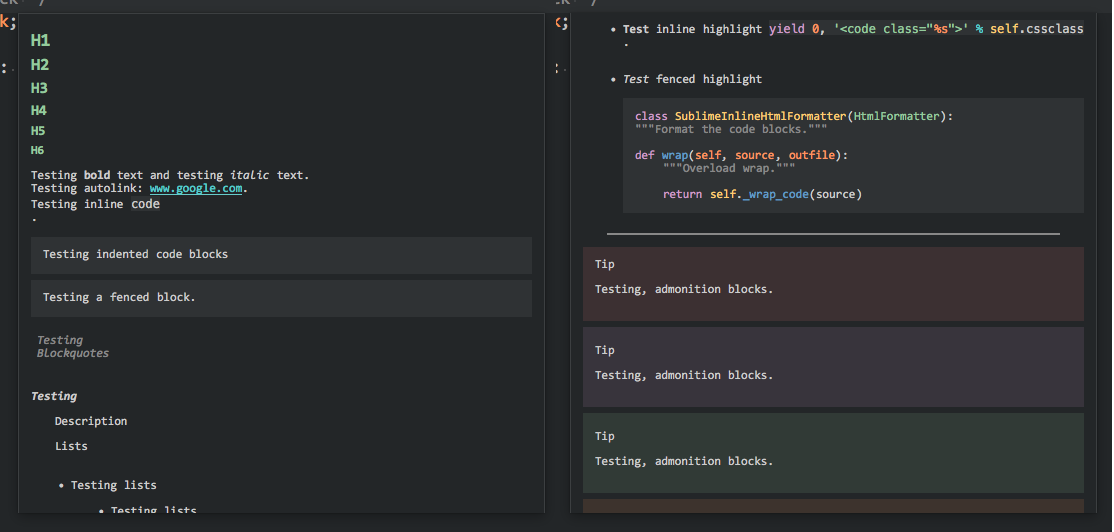 H1
H2
H3
H4
H5
H6
Testing bold text and testing italic text.
Testing autolink: www.google.com.
Testing inline code
.
Testing indented code blocks
Testing a fenced block.
Testing
Blockquotes
Testing
Description
Lists
• Testing lists
• Testing lists
• Test inline highlight yield 0, '<code class="%s">' % self.cssclass
.
• Test fenced highlight
class SublimeInlineHtmlFormatter(HtmlFormatter):
"""Format the code blocks."""
def wrap(self, source, outfile):
"""Overload wrap."""
return self._wrap_code(source)
Tip
Testing, admonition blocks.
Tip
Testing, admonition blocks.
Tip
Testing, admonition blocks.